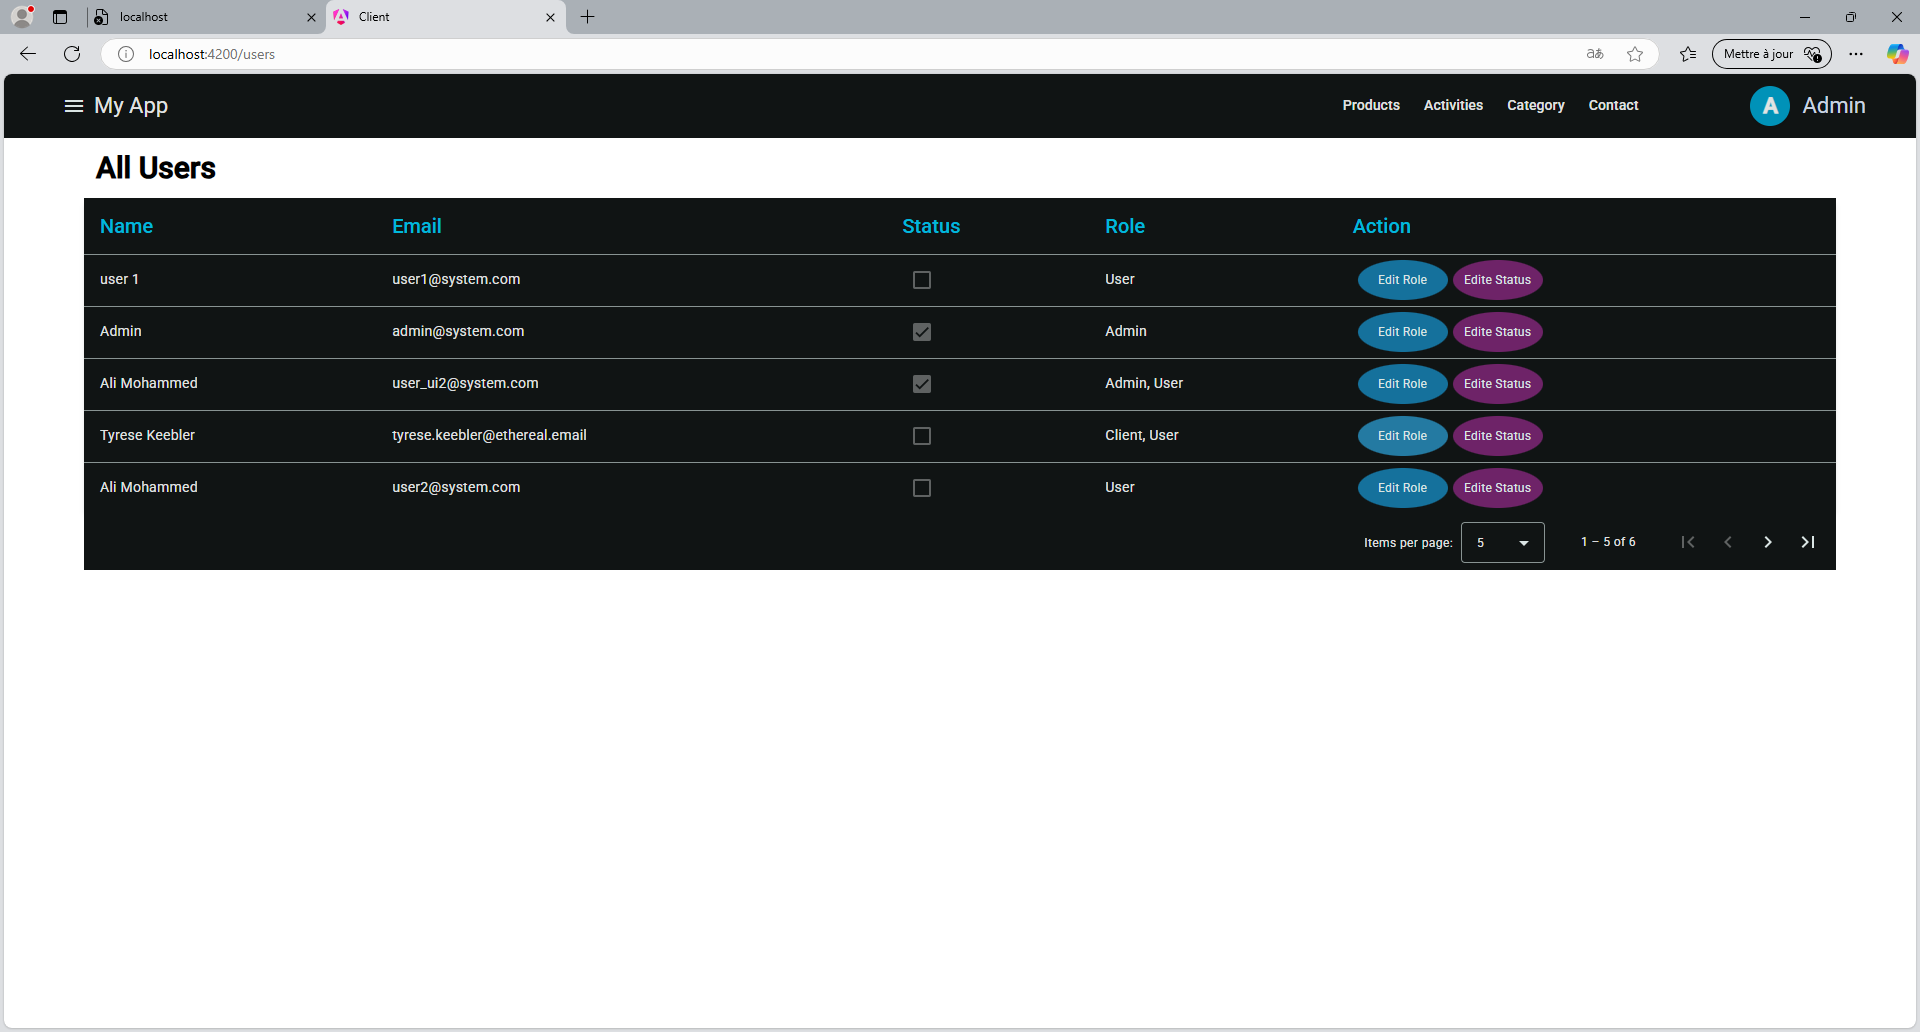 localhost
Client
localhost:4200/users
aあ
Mettre à jour
My App
Products Activities Category Contact
A Admin
All Users
Name Email Status Role Action
user 1 user1@system.com User Edit Role Edite Status
Admin admin@system.com Admin Edit Role Edite Status
Ali Mohammed user_ui2@system.com Admin, User Edit Role Edite Status
Tyrese Keebler tyrese.keebler@ethereal.email Client, User Edit Role Edite Status
Ali Mohammed user2@system.com User Edit Role Edite Status
Items per page: 5 1 – 5 of 6